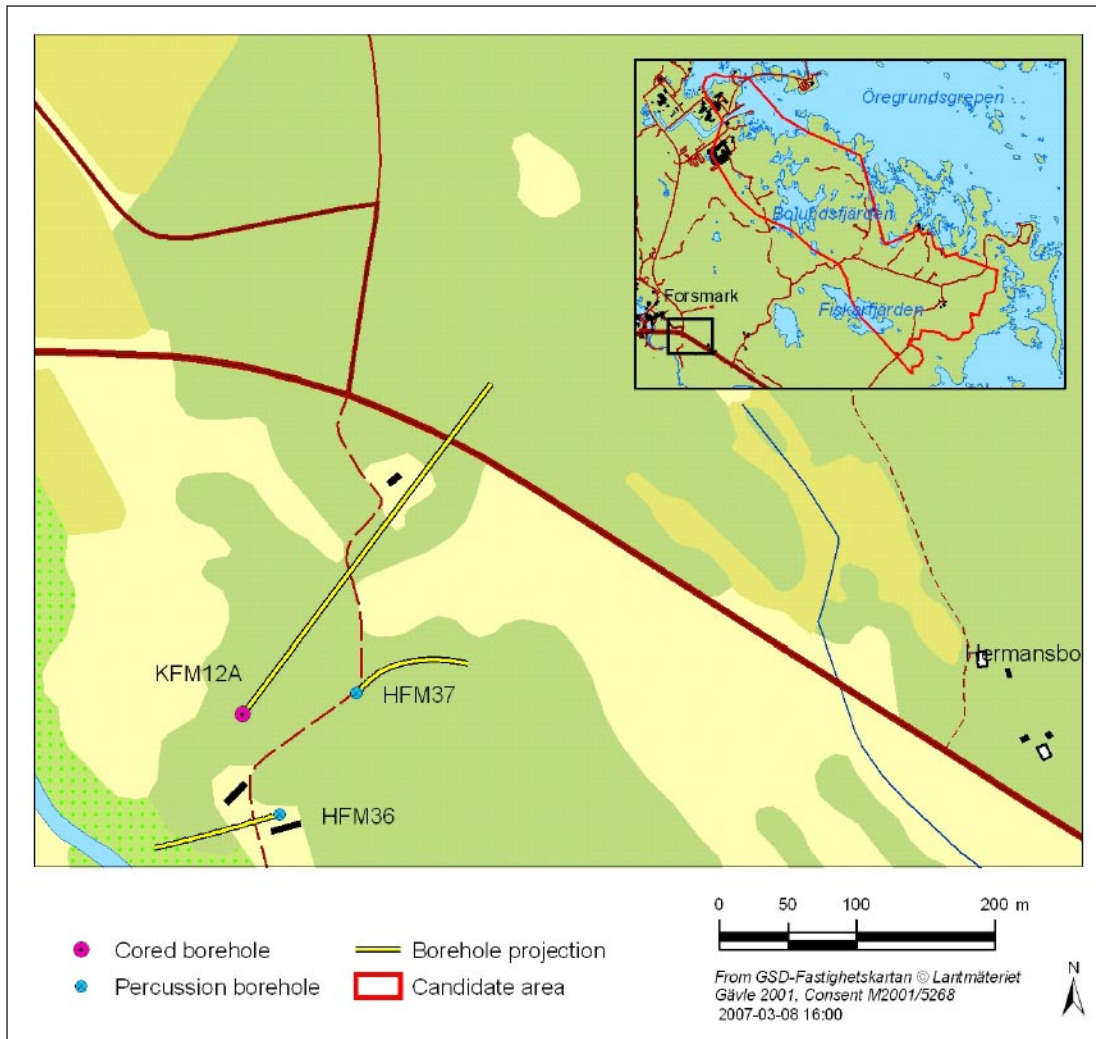 Öregrundsgrepen
Bolundsfjärden
Forsmark
Fiskarfjärden
KFM12A
HFM37
Hermansbo
HFM36
0 50 100 200 m
Cored borehole
Borehole projection
Percussion borehole
Candidate area
From GSD-Fastighetskartan © Lantmäteriet
Gävle 2001, Consent M2001/5268
2007-03-08 16:00
N